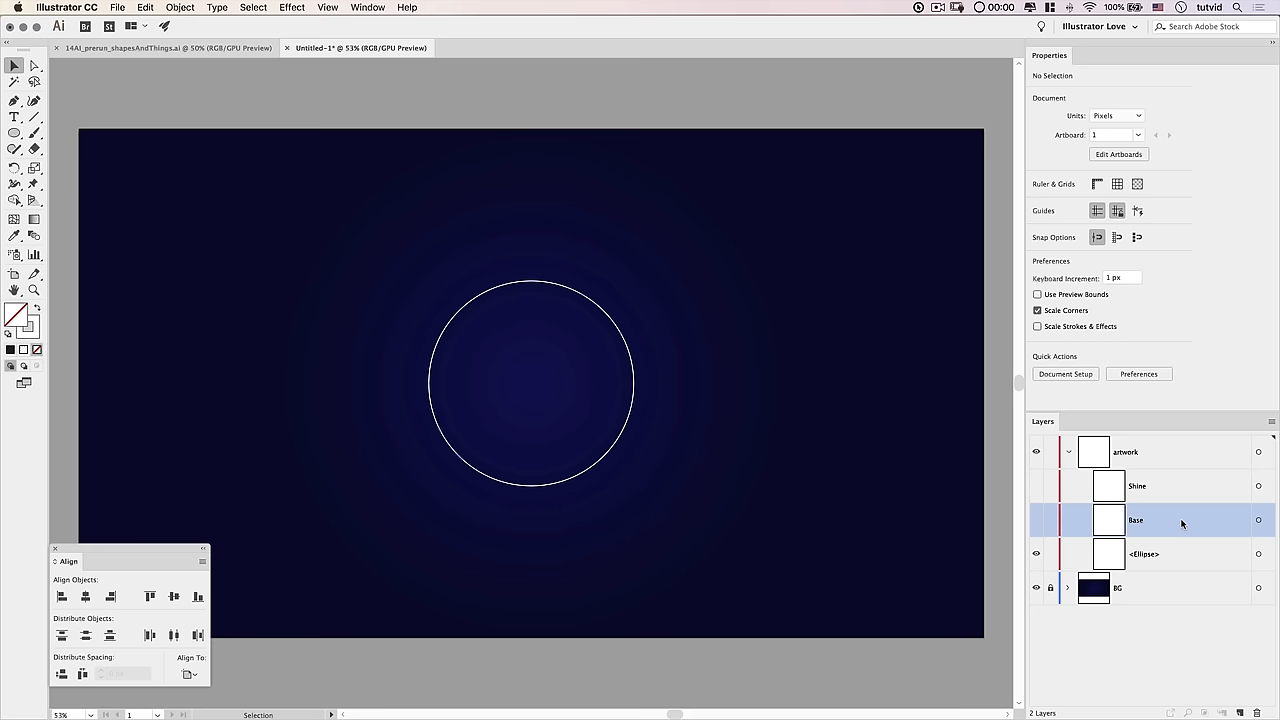 Illustrator CC File Edit Object Type Select Effect View Window Help 00:00 100% tutvid
Ai Br St Illustrator Love Search Adobe Stock
14AI_prerun_shapesAndThings.ai @ 50% (RGB/GPU Preview) Untitled-1* @ 53% (RGB/GPU Preview)
Properties
No Selection
Document
Units: Pixels
Artboard: 1
Edit Artboards
Ruler & Grids
Guides
Snap Options
Preferences
Keyboard Increment: 1 px
Use Preview Bounds
Scale Corners
Scale Strokes & Effects
Quick Actions
Document Setup Preferences
Layers
artwork
Shine
Base
<Ellipse>
BG
2 Layers
Align
Align Objects:
Distribute Objects:
Distribute Spacing: Align To:
53% 1 Selection